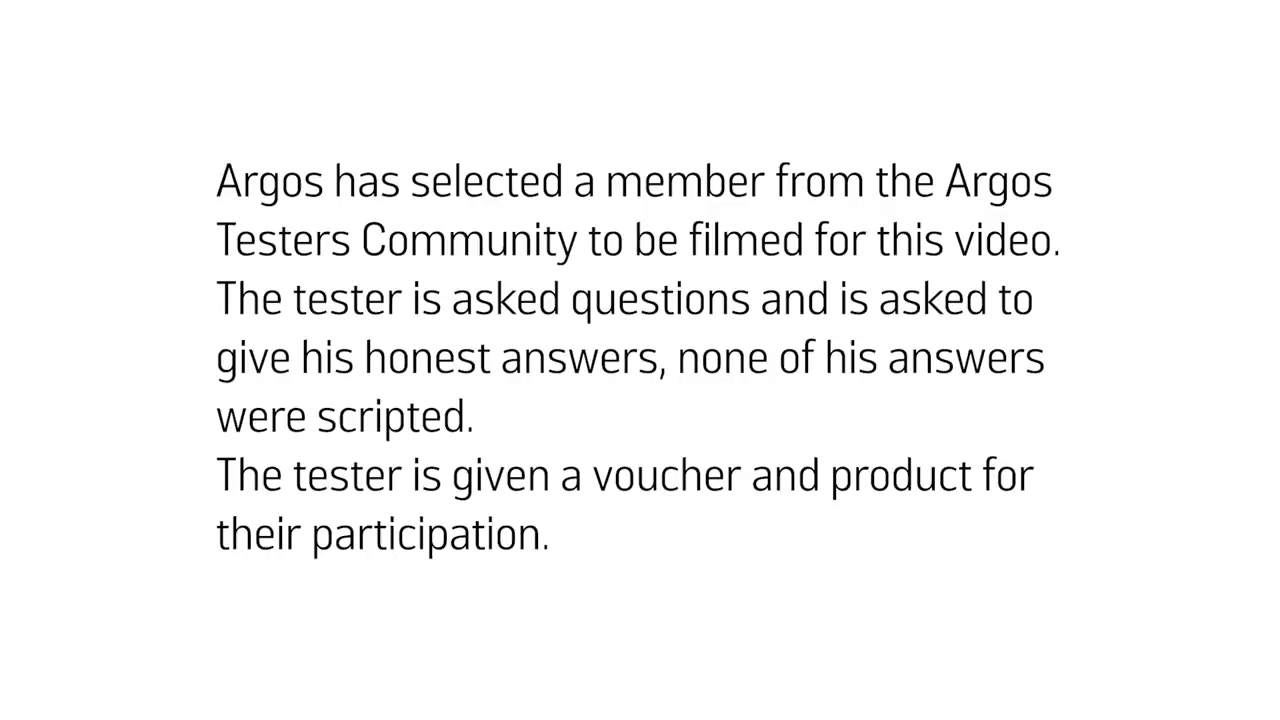 Argos has selected a member from the Argos
Testers Community to be filmed for this video.
The tester is asked questions and is asked to
give his honest answers, none of his answers
were scripted.
The tester is given a voucher and product for
their participation.